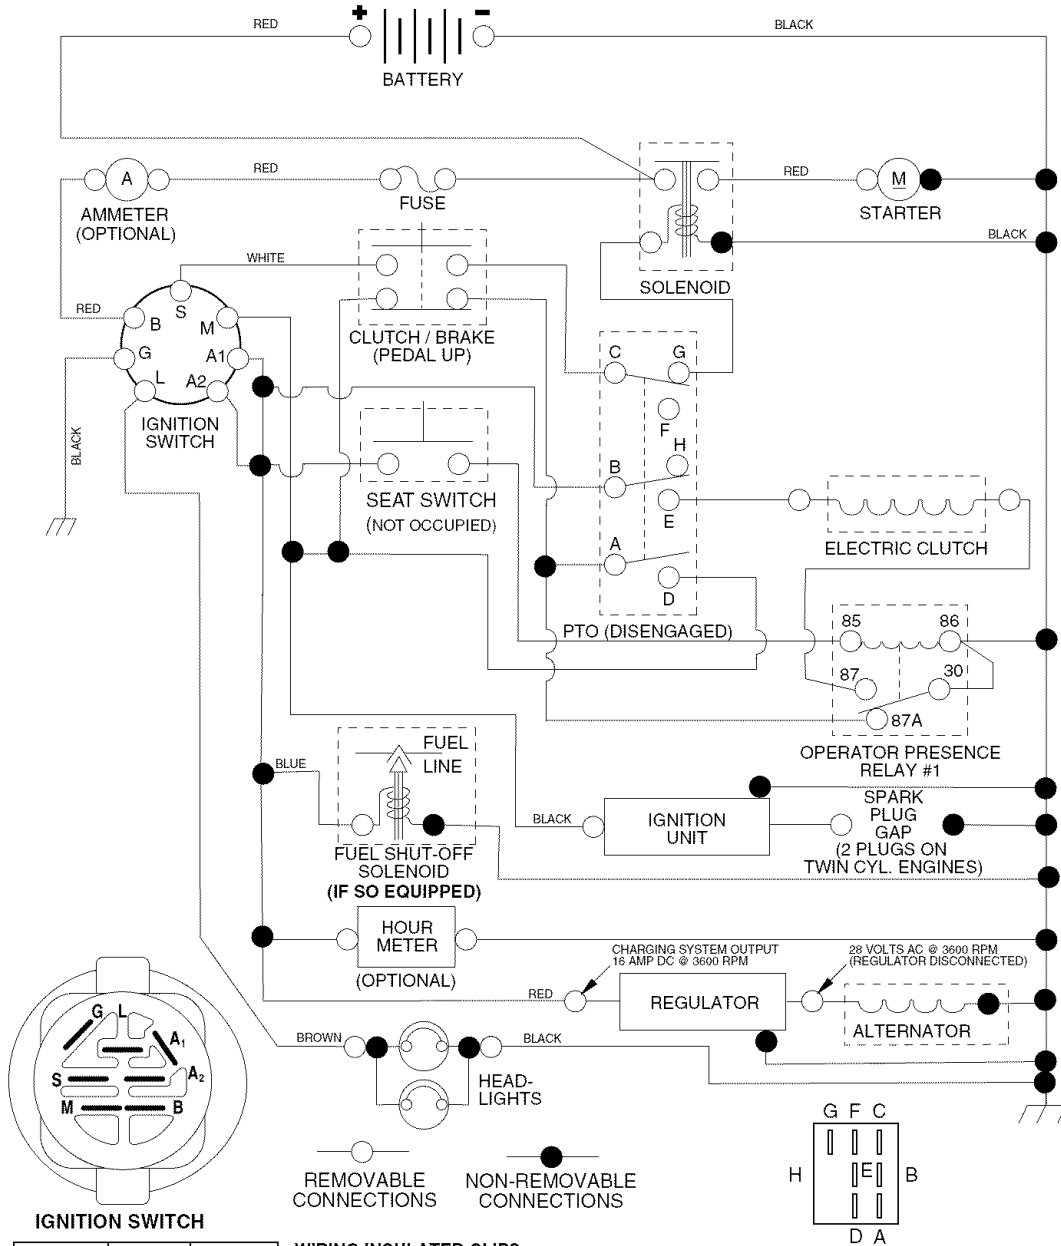 + -
RED
BLACK
BATTERY
A
RED
AMMETER
(OPTIONAL)
FUSE
RED
M
STARTER
BLACK
SOLENOID
WHITE
RED
S
B
M
G
A1
L
A2
IGNITION
SWITCH
BLACK
CLUTCH / BRAKE
(PEDAL UP)
SEAT SWITCH
(NOT OCCUPIED)
C
G
F
H
B
E
A
D
PTO (DISENGAGED)
ELECTRIC CLUTCH
85
86
87
30
87A
OPERATOR PRESENCE
RELAY #1
BLUE
FUEL
LINE
FUEL SHUT-OFF
SOLENOID
(IF SO EQUIPPED)
BLACK
IGNITION
UNIT
SPARK
PLUG
GAP
(2 PLUGS ON
TWIN CYL. ENGINES)
HOUR
METER
(OPTIONAL)
CHARGING SYSTEM OUTPUT
16 AMP DC @ 3600 RPM
28 VOLTS AC @ 3600 RPM
(REGULATOR DISCONNECTED)
RED
REGULATOR
ALTERNATOR
BROWN
BLACK
HEAD-
LIGHTS
G L
A1
A2
S
M
B
IGNITION SWITCH
REMOVABLE
CONNECTIONS
NON-REMOVABLE
CONNECTIONS
G F C
H
E
B
D A
WIRING INSULATED CLIPS